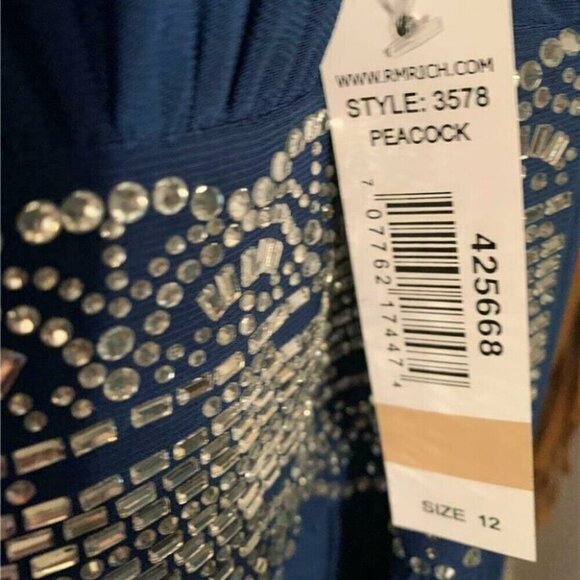 WWW.RMRICH.COM
STYLE: 3578
PEACOCK
7 07762 17447 4
425668
SIZE 12